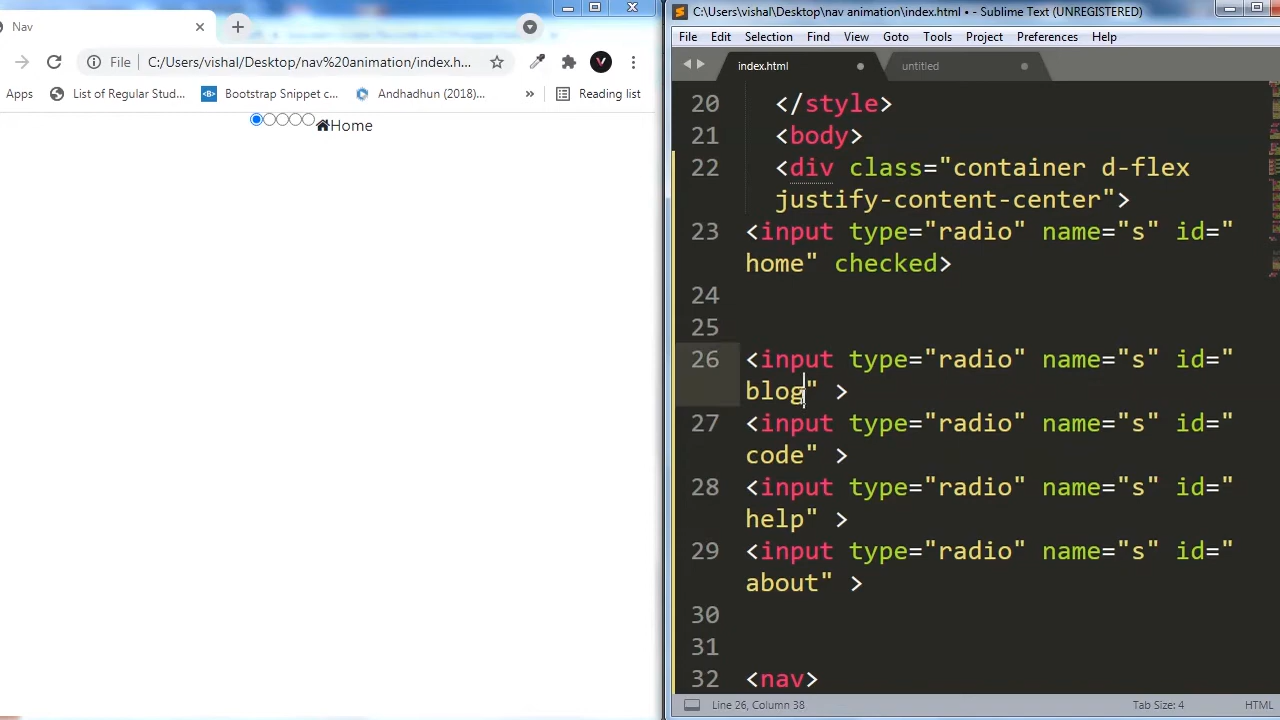 Nav
File C:/Users/vishal/Desktop/nav%20animation/index.h...
V
Apps List of Regular Stud... Bootstrap Snippet c... Andhadhun (2018)... » Reading list
Home
C:\Users\vishal\Desktop\nav animation\index.html • - Sublime Text (UNREGISTERED)
File Edit Selection Find View Goto Tools Project Preferences Help
index.html untitled
20 </style>
21 <body>
22 <div class="container d-flex
justify-content-center">
23 <input type="radio" name="s" id="
home" checked>
24
25
26 <input type="radio" name="s" id="
blog" >
27 <input type="radio" name="s" id="
code" >
28 <input type="radio" name="s" id="
help" >
29 <input type="radio" name="s" id="
about" >
30
31
32 <nav>
Line 26, Column 38 Tab Size: 4 HTML